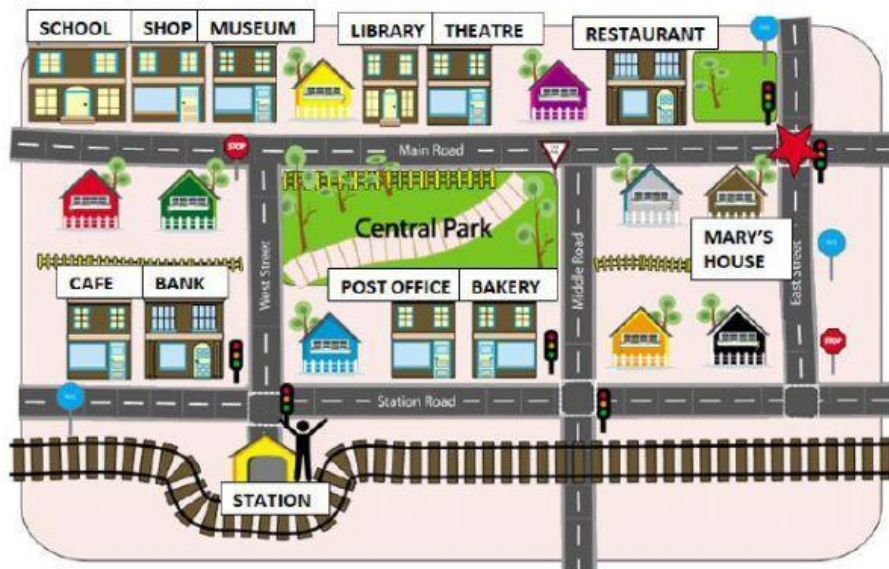 SCHOOL
SHOP
MUSEUM
LIBRARY
THEATRE
RESTAURANT
STOP
Main Road
Central Park
MARY'S
HOUSE
West Street
Middle Road
East Street
CAFE
BANK
POST OFFICE
BAKERY
STOP
Station Road
STATION